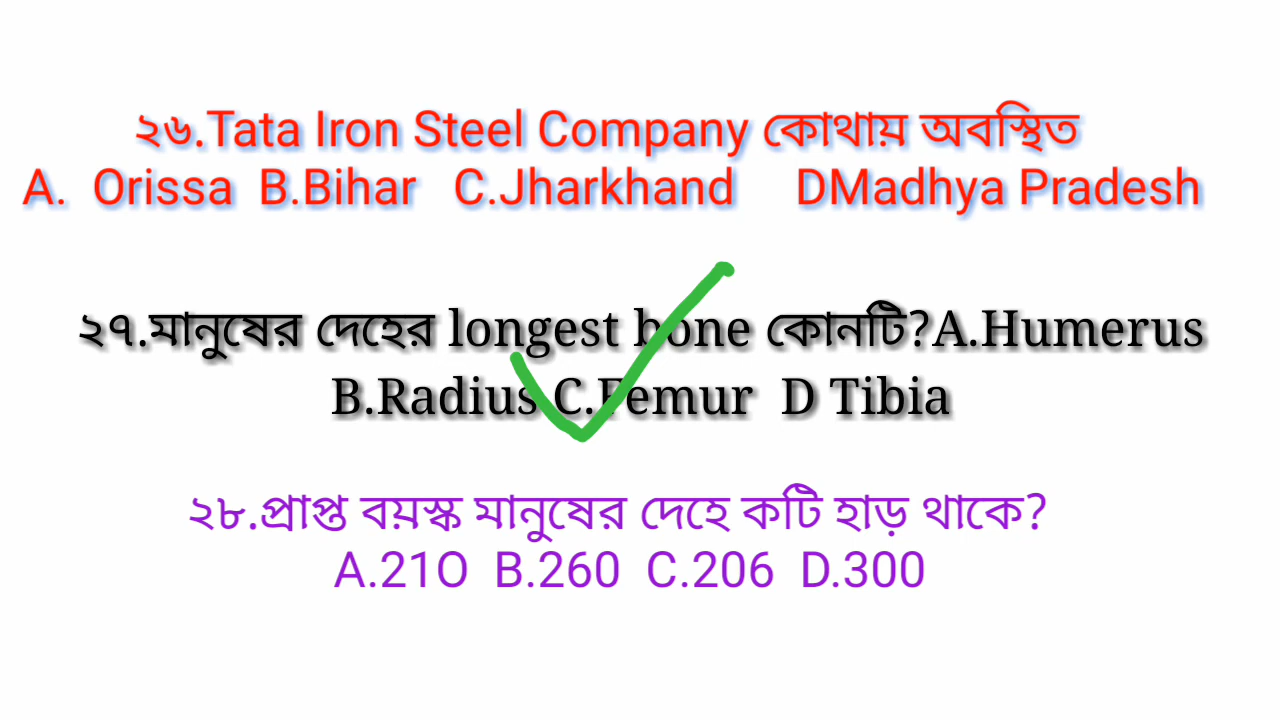 ২৬.Tata Iron Steel Company কোথায় অবস্থিত
A. Orissa B.Bihar C.Jharkhand DMadhya Pradesh
২৭.মানুষের দেহের longest bone কোনটি?A.Humerus
B.Radius C.Femur D Tibia
২৮.প্রাপ্ত বয়স্ক মানুষের দেহে কটি হাড় থাকে?
A.21O B.260 C.206 D.300